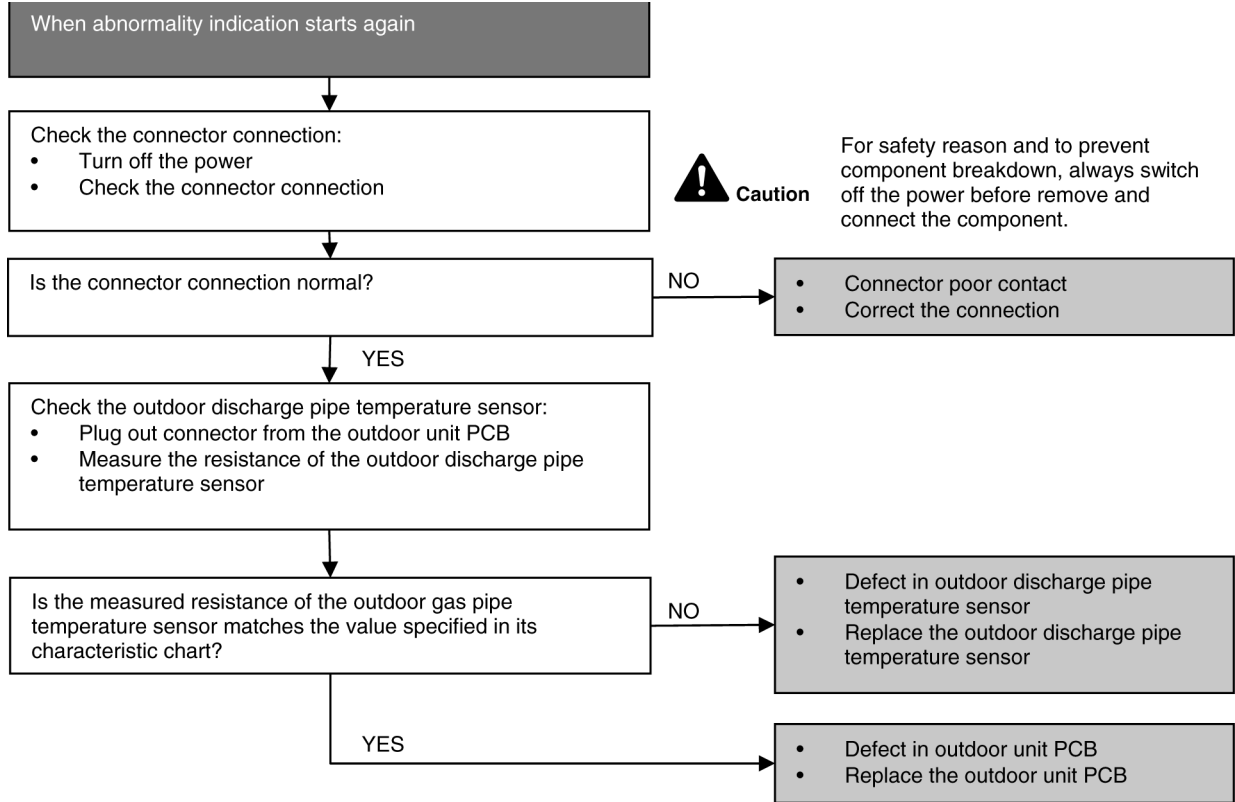 When abnormality indication starts again
Check the connector connection:
• Turn off the power
• Check the connector connection
Caution
For safety reason and to prevent
component breakdown, always switch
off the power before remove and
connect the component.
Is the connector connection normal?
NO
• Connector poor contact
• Correct the connection
YES
Check the outdoor discharge pipe temperature sensor:
• Plug out connector from the outdoor unit PCB
• Measure the resistance of the outdoor discharge pipe
temperature sensor
Is the measured resistance of the outdoor gas pipe
temperature sensor matches the value specified in its
characteristic chart?
NO
• Defect in outdoor discharge pipe
temperature sensor
• Replace the outdoor discharge pipe
temperature sensor
YES
• Defect in outdoor unit PCB
• Replace the outdoor unit PCB